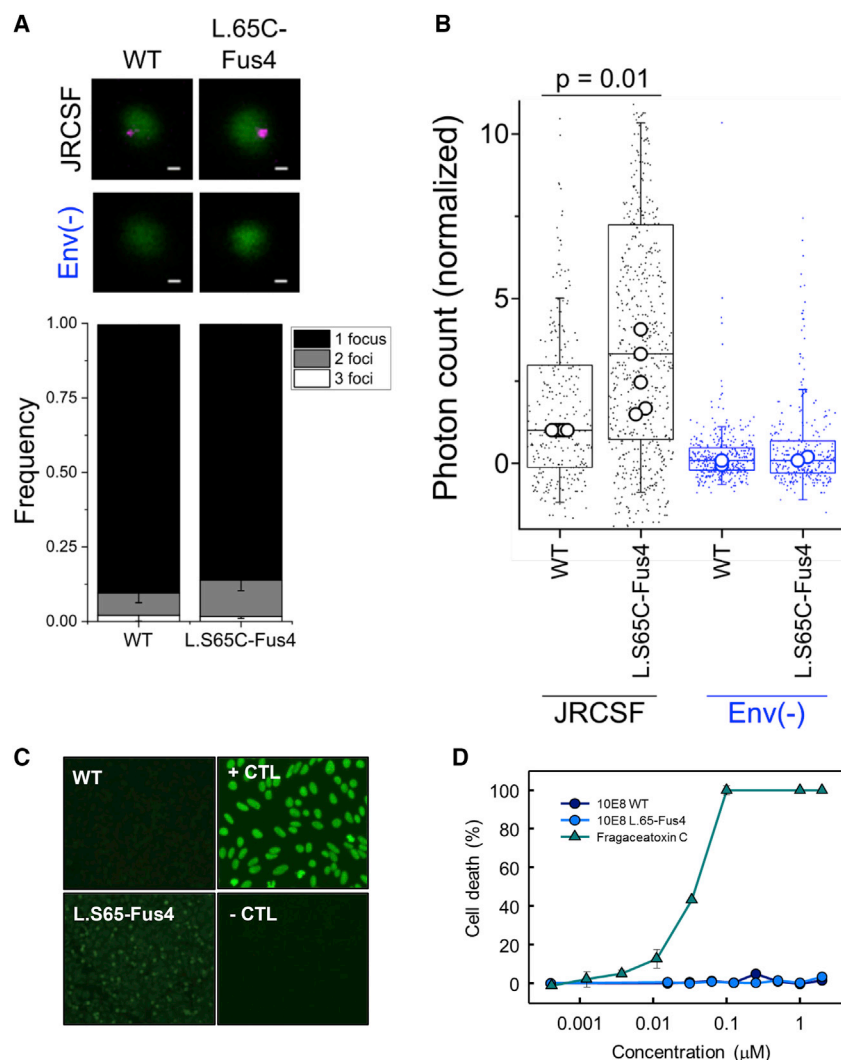 A
WT
L.65C-
Fus4
JRCSF
Env(-)
1.00
0.75
0.50
0.25
0.00
Frequency
1 focus
2 foci
3 foci
WT
L.S65C-Fus4
B
p = 0.01
10
5
0
Photon count (normalized)
WT
L.S65C-Fus4
WT
L.S65C-Fus4
JRCSF
Env(-)
C
WT
+ CTL
L.S65-Fus4
- CTL
D
100
80
60
40
20
0
Cell death (%)
10E8 WT
10E8 L.65-Fus4
Fragaceatoxin C
0.001
0.01
0.1
1
Concentration (μM)